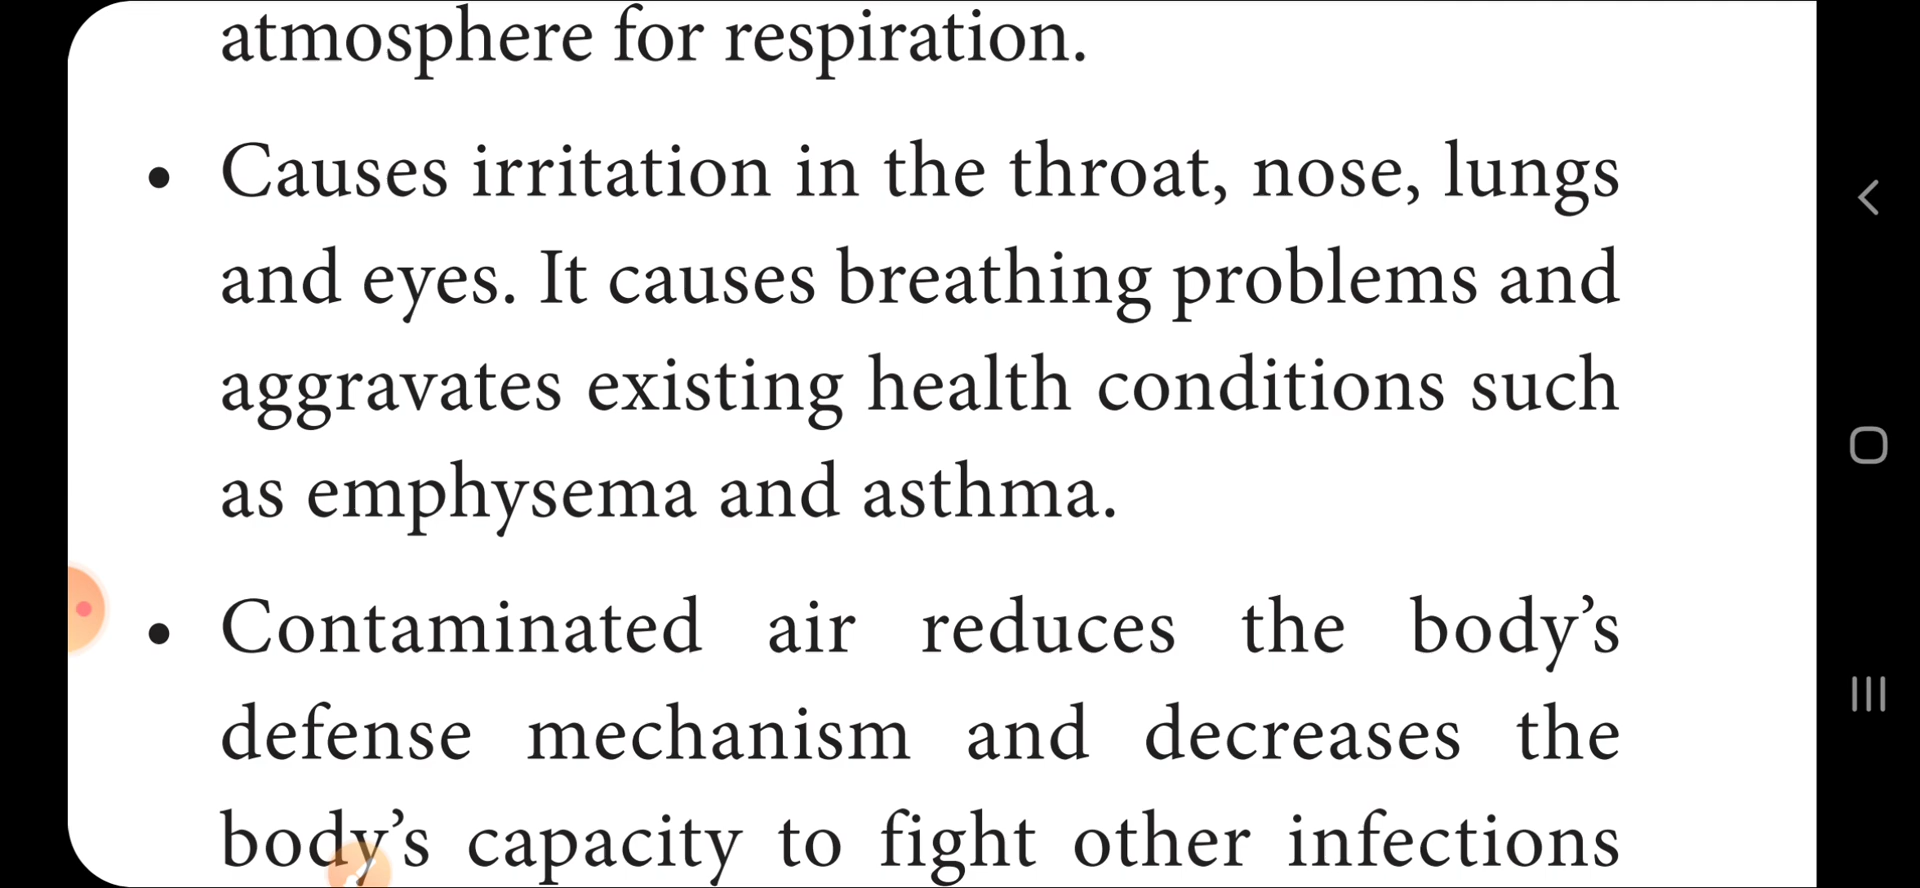 atmosphere for respiration.
• Causes irritation in the throat, nose, lungs
and eyes. It causes breathing problems and
aggravates existing health conditions such
as emphysema and asthma.
• Contaminated air reduces the body’s
defense mechanism and decreases the
body’s capacity to fight other infections